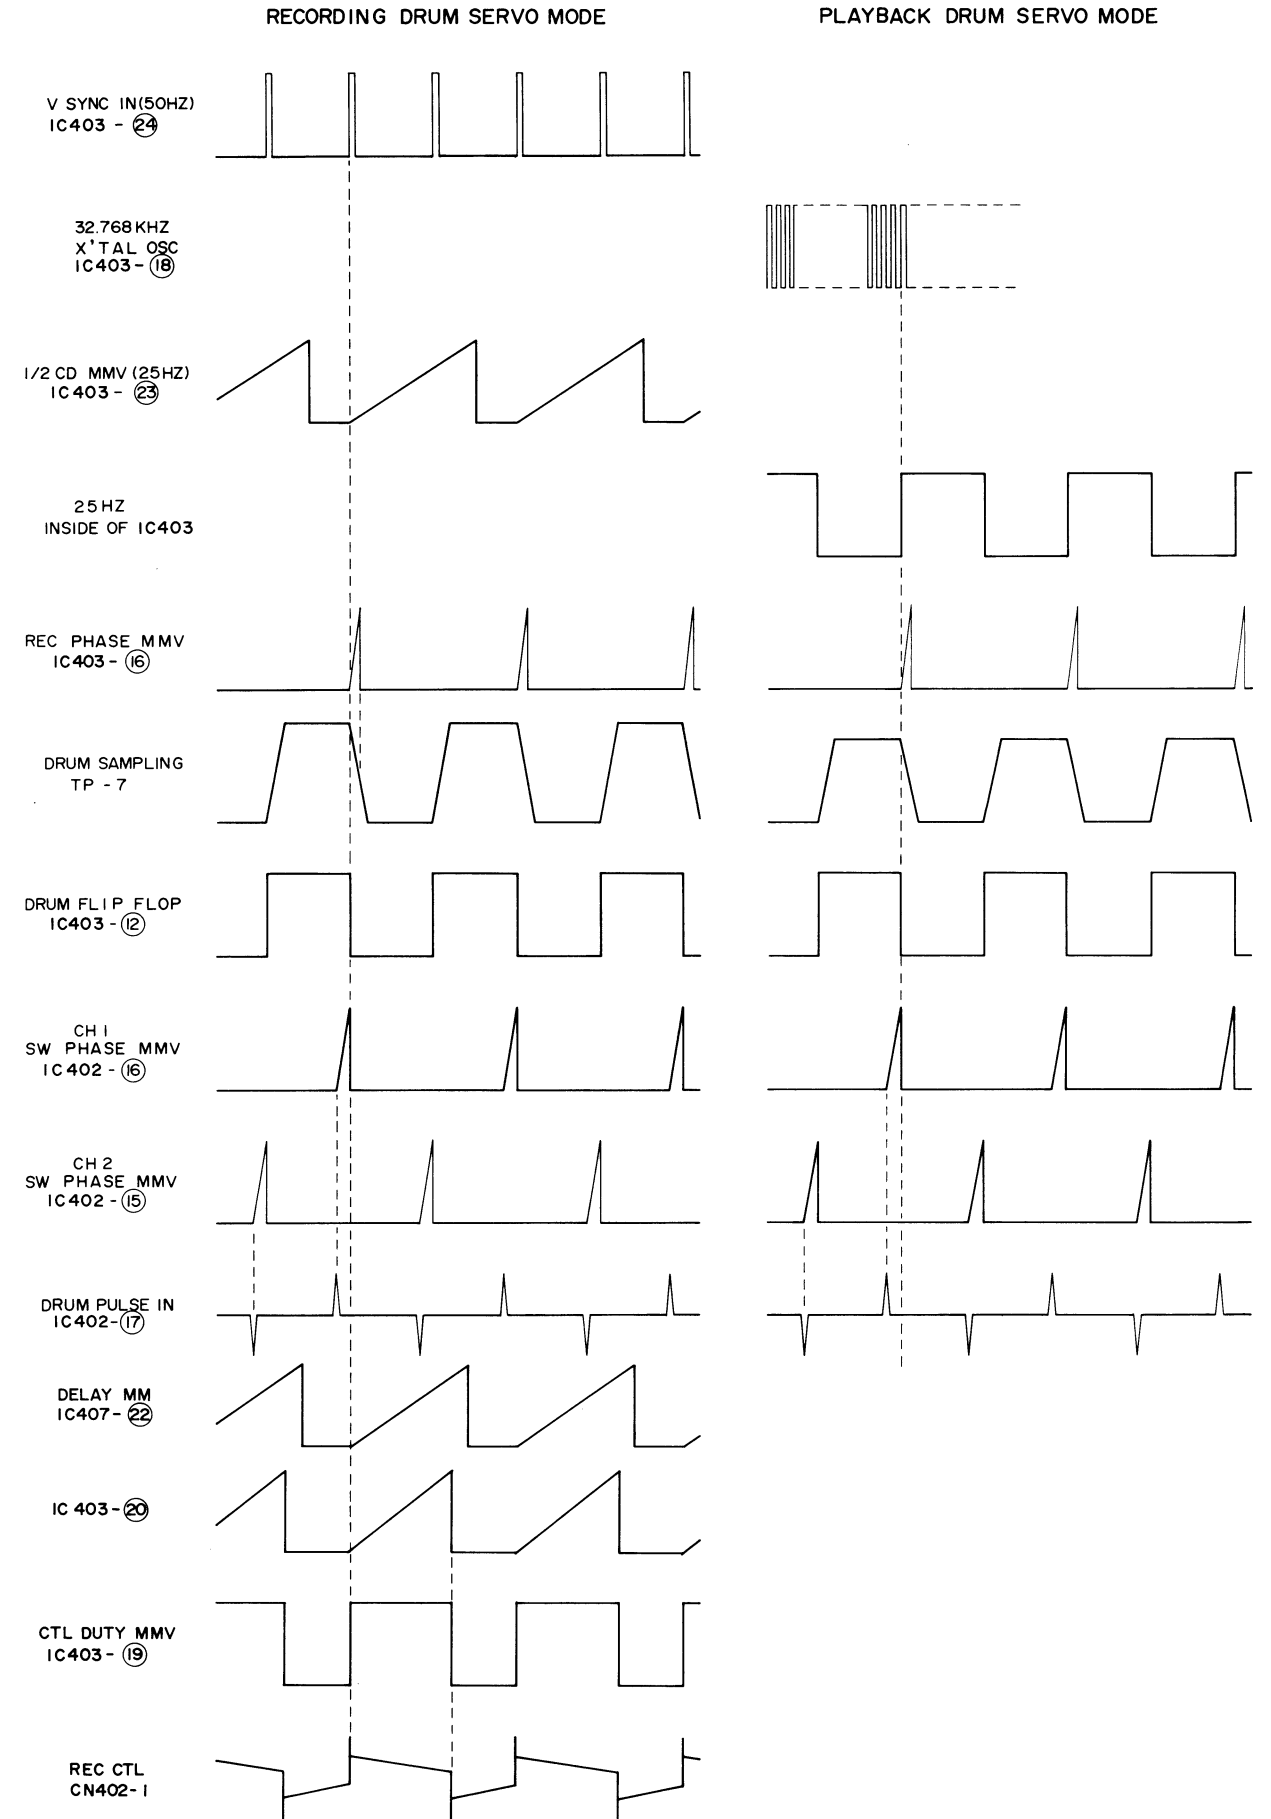 RECORDING DRUM SERVO MODE
PLAYBACK DRUM SERVO MODE
V SYNC IN(50HZ)
IC403 - 24
32.768KHZ
X'TAL OSC
IC403-18
1/2 CD MMV (25HZ)
IC403 - 23
25HZ
INSIDE OF IC403
REC PHASE MMV
IC403-16
DRUM SAMPLING
TP - 7
DRUM FLIP FLOP
IC403-12
CH 1
SW PHASE MMV
IC402-16
CH 2
SW PHASE MMV
IC402-15
DRUM PULSE IN
IC402-17
DELAY MM
IC407-22
IC 403-20
CTL DUTY MMV
IC403-19
REC CTL
CN402-1